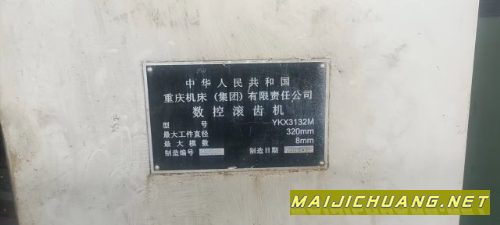 中华人民共和国
重庆机床(集团)有限责任公司
数控滚齿机
型号 YKX3132M
最大工件直径 320mm
最大模数 8mm
制造编号 制造日期
MAIJICHUANG.NET